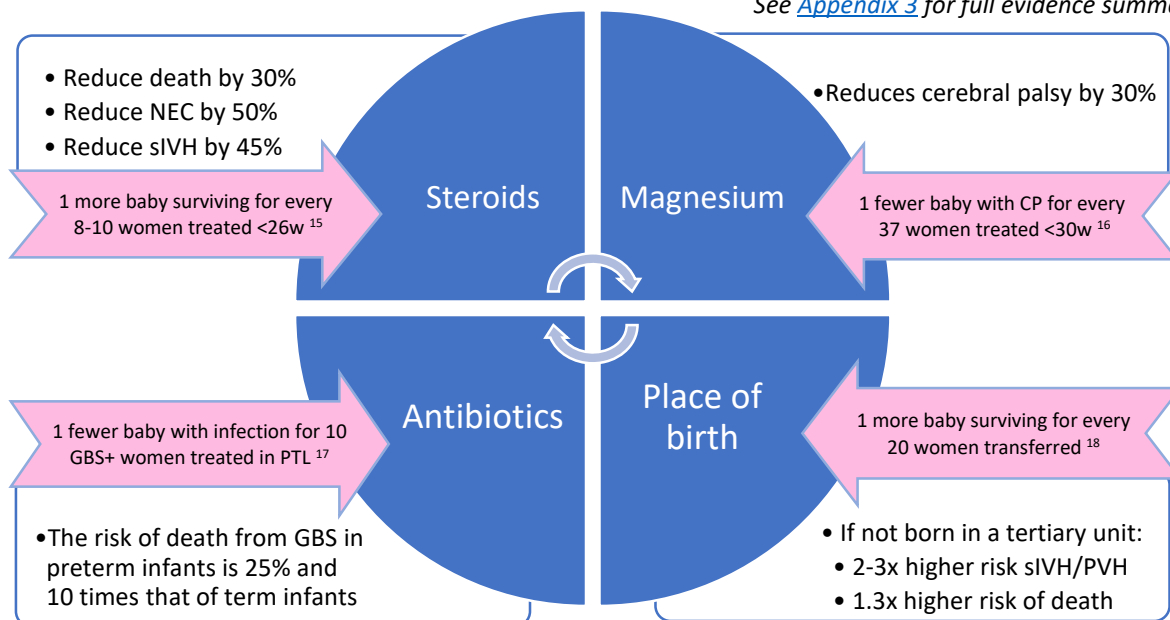 See Appendix 3 for full evidence summa
• Reduce death by 30%
• Reduce NEC by 50%
• Reduce sIVH by 45%
1 more baby surviving for every
8-10 women treated <26w 15
Steroids
Magnesium
•Reduces cerebral palsy by 30%
1 fewer baby with CP for every
37 women treated <30w 16
1 fewer baby with infection for 10
GBS+ women treated in PTL 17
•The risk of death from GBS in
preterm infants is 25% and
10 times that of term infants
Antibiotics
Place of
birth
1 more baby surviving for every
20 women transferred 18
• If not born in a tertiary unit:
• 2-3x higher risk sIVH/PVH
• 1.3x higher risk of death